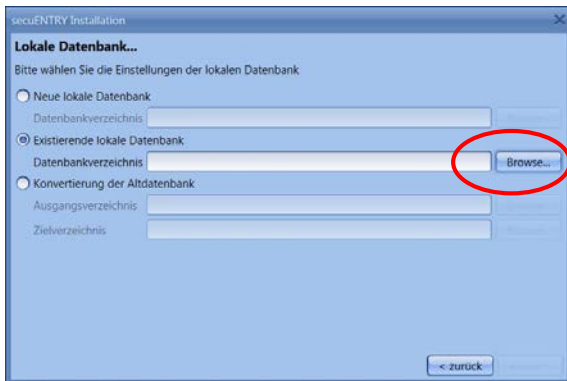 secuENTRY Installation
Lokale Datenbank...
Bitte wählen Sie die Einstellungen der lokalen Datenbank
Neue lokale Datenbank
Datenbankverzeichnis
Existierende lokale Datenbank
Datenbankverzeichnis Browse...
Konvertierung der Altdatenbank
Ausgangsverzeichnis
Zielverzeichnis
< zurück